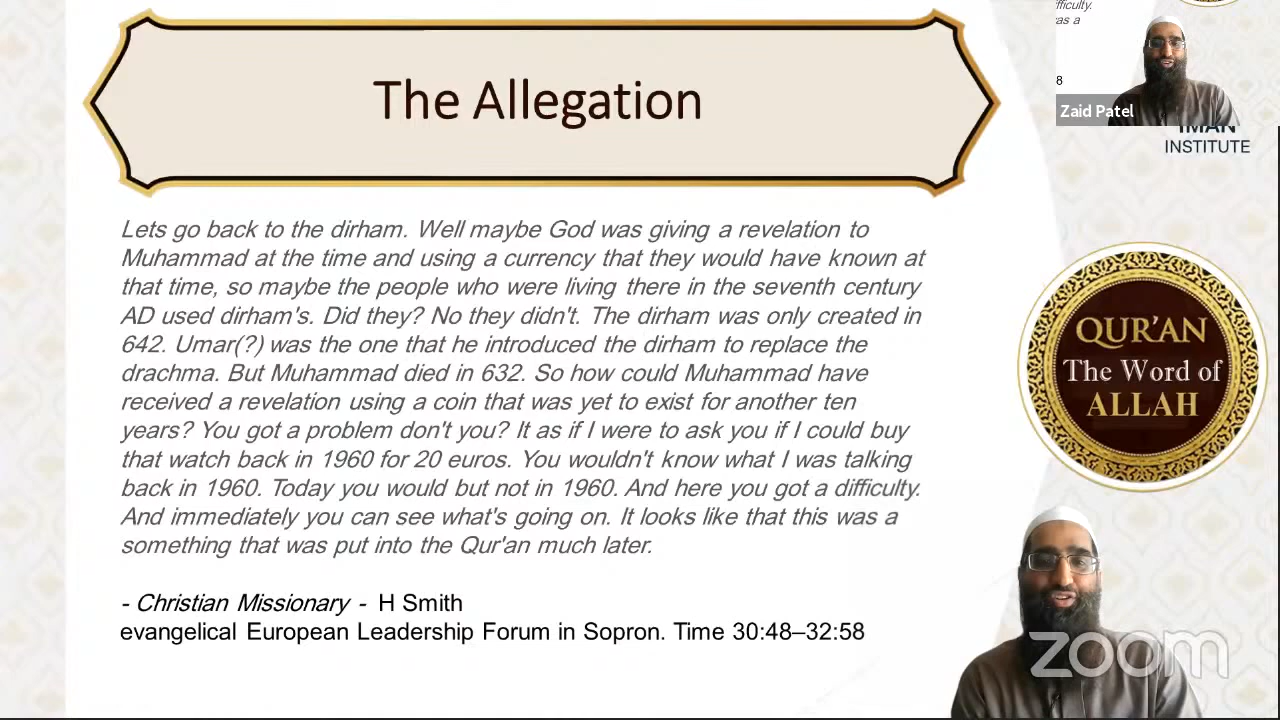 The Allegation
Lets go back to the dirham. Well maybe God was giving a revelation to
Muhammad at the time and using a currency that they would have known at
that time, so maybe the people who were living there in the seventh century
AD used dirham's. Did they? No they didn't. The dirham was only created in
642. Umar(?) was the one that he introduced the dirham to replace the
drachma. But Muhammad died in 632. So how could Muhammad have
received a revelation using a coin that was yet to exist for another ten
years? You got a problem don't you? It as if I were to ask you if I could buy
that watch back in 1960 for 20 euros. You wouldn't know what I was talking
back in 1960. Today you would but not in 1960. And here you got a difficulty.
And immediately you can see what's going on. It looks like that this was a
something that was put into the Qur'an much later.
- Christian Missionary - H Smith
evangelical European Leadership Forum in Sopron. Time 30:48–32:58
fficulty.
as a
8
Zaid Patel
IMAN
INSTITUTE
QUR'AN
The Word of
ALLAH
zoom